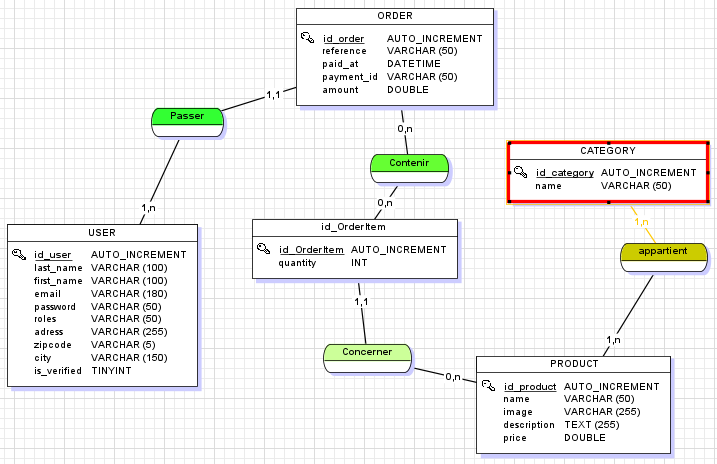 ORDER
id_order AUTO_INCREMENT
reference VARCHAR (50)
paid_at DATETIME
payment_id VARCHAR (50)
amount DOUBLE
1,1
Passer
0,n
Contenir
CATEGORY
id_category AUTO_INCREMENT
name VARCHAR (50)
1,n
0,n
1,n
USER
id_user AUTO_INCREMENT
last_name VARCHAR (100)
first_name VARCHAR (100)
email VARCHAR (180)
password VARCHAR (50)
roles VARCHAR (50)
adress VARCHAR (255)
zipcode VARCHAR (5)
city VARCHAR (150)
is_verified TINYINT
id_OrderItem
id_OrderItem AUTO_INCREMENT
quantity INT
appartient
1,1
Concerner
1,n
0,n
PRODUCT
id_product AUTO_INCREMENT
name VARCHAR (50)
image VARCHAR (255)
description TEXT (255)
price DOUBLE